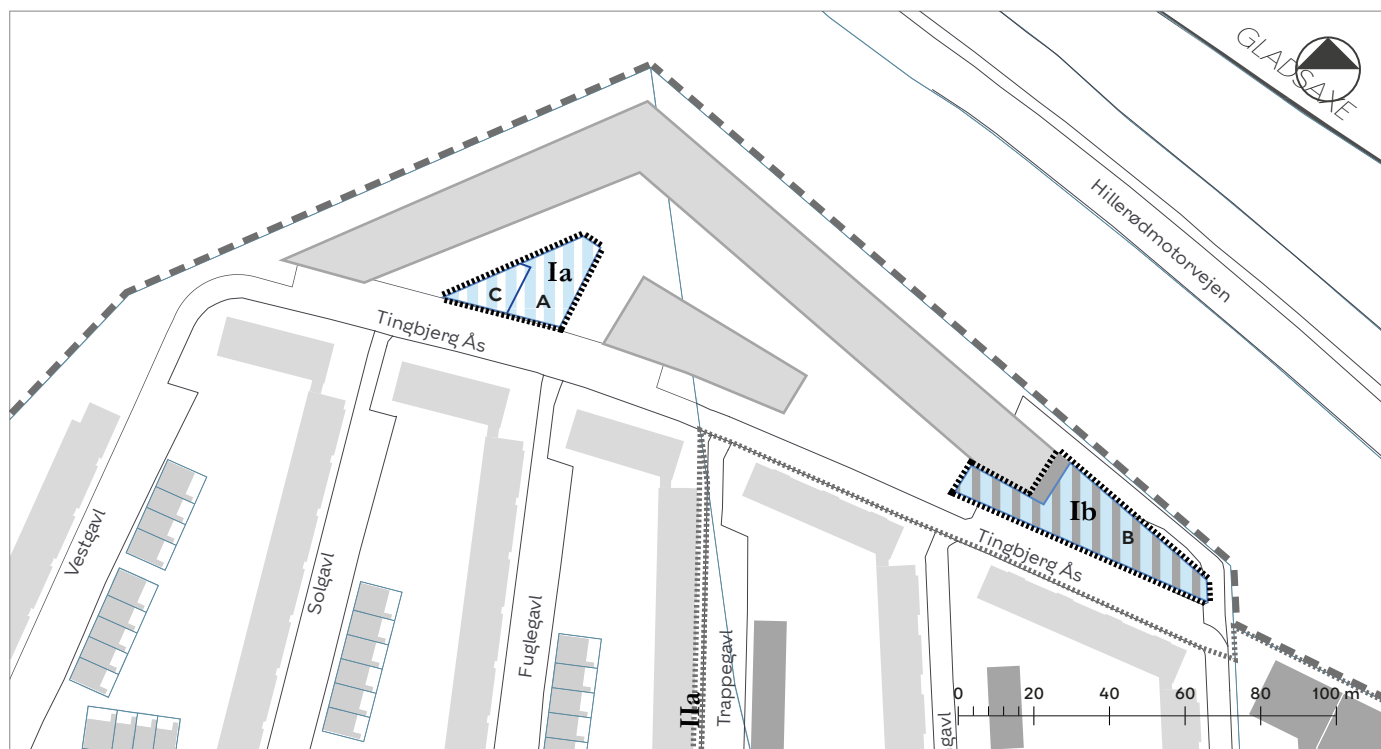 GLADSAXE
Hillerødmotorvejen
Ia
C
A
Tingbjerg Ås
Ib
B
Tingbjerg Ås
Vestgavl
Solgavl
Fuglegavl
IIa
Trappegavl
gavl
0 20 40 60 80 100 m